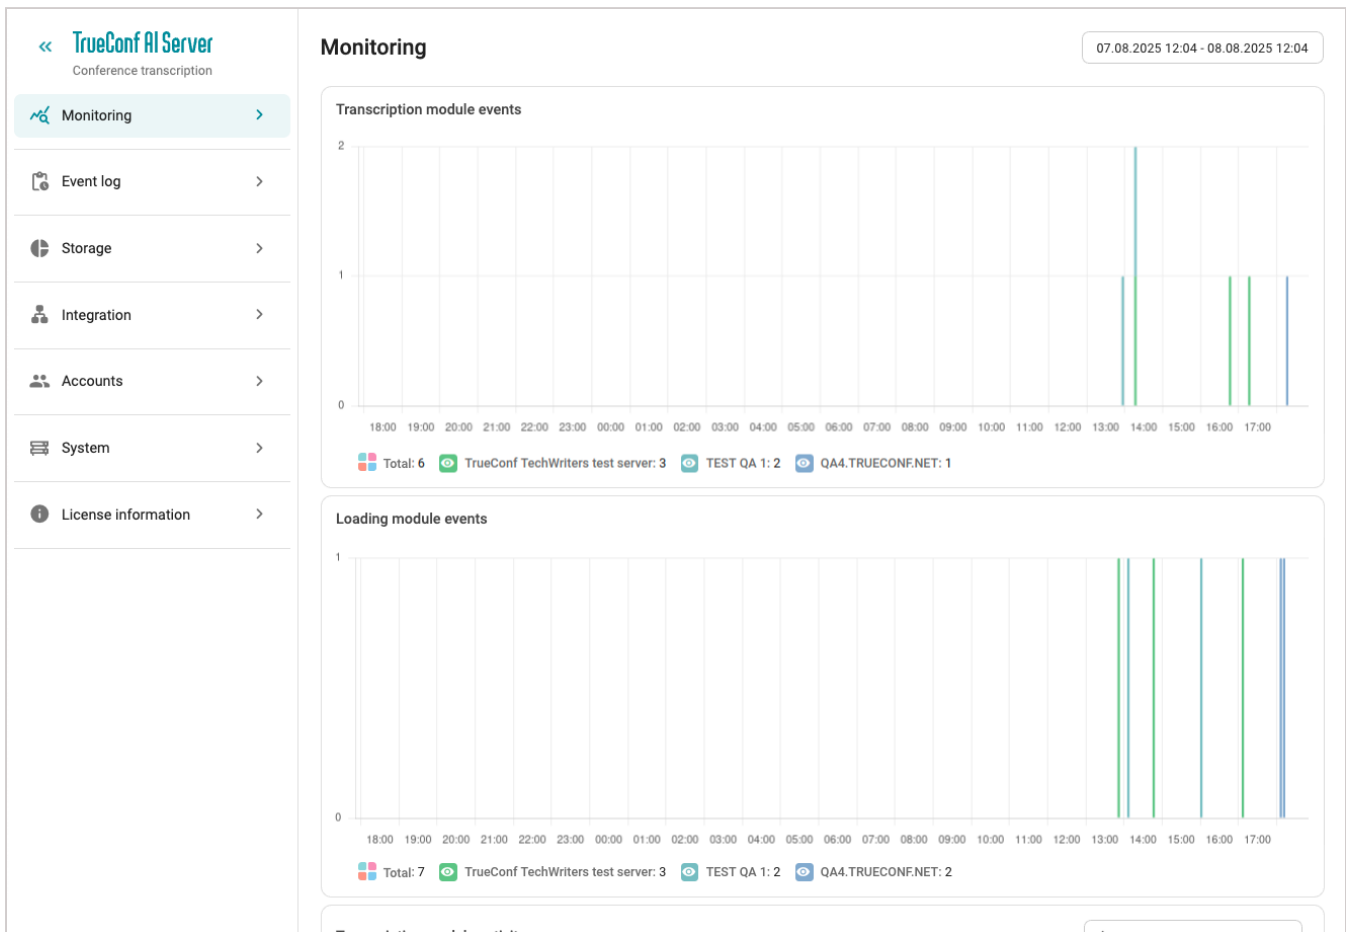 TrueConf AI Server
Conference transcription
Monitoring
Event log
Storage
Integration
Accounts
System
License information
Monitoring
07.08.2025 12:04 - 08.08.2025 12:04
Transcription module events
2
1
0
18:00 19:00 20:00 21:00 22:00 23:00 00:00 01:00 02:00 03:00 04:00 05:00 06:00 07:00 08:00 09:00 10:00 11:00 12:00 13:00 14:00 15:00 16:00 17:00
Total: 6 TrueConf TechWriters test server: 3 TEST QA 1: 2 QA4.TRUECONF.NET: 1
Loading module events
1
0
18:00 19:00 20:00 21:00 22:00 23:00 00:00 01:00 02:00 03:00 04:00 05:00 06:00 07:00 08:00 09:00 10:00 11:00 12:00 13:00 14:00 15:00 16:00 17:00
Total: 7 TrueConf TechWriters test server: 3 TEST QA 1: 2 QA4.TRUECONF.NET: 2